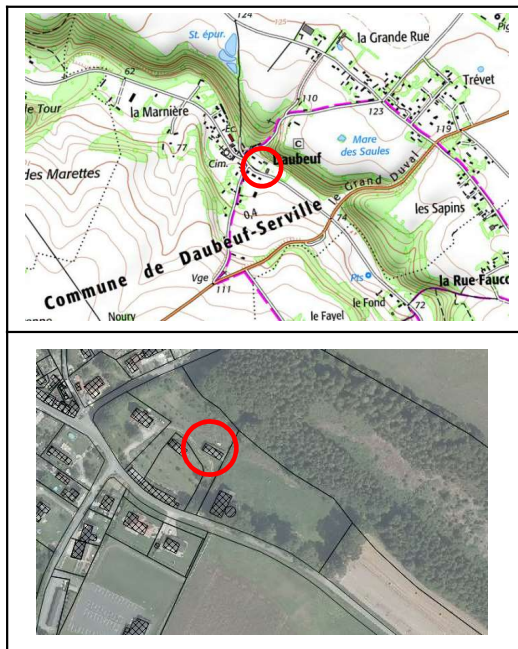 125
124
la Grande Rue
St. épur.
62
la Marnière
110
Trévet
123
119
le Tour
Ec.
77
Cim.
C
Daubeuf
Mare
des Saules
le Grand Duval
des Marettes
les Sapins
0,4
74
Commune de Daubeuf-Serville
Vge
111
Pts
la Rue Fauco
Noury
le Fayel
le Fond
72